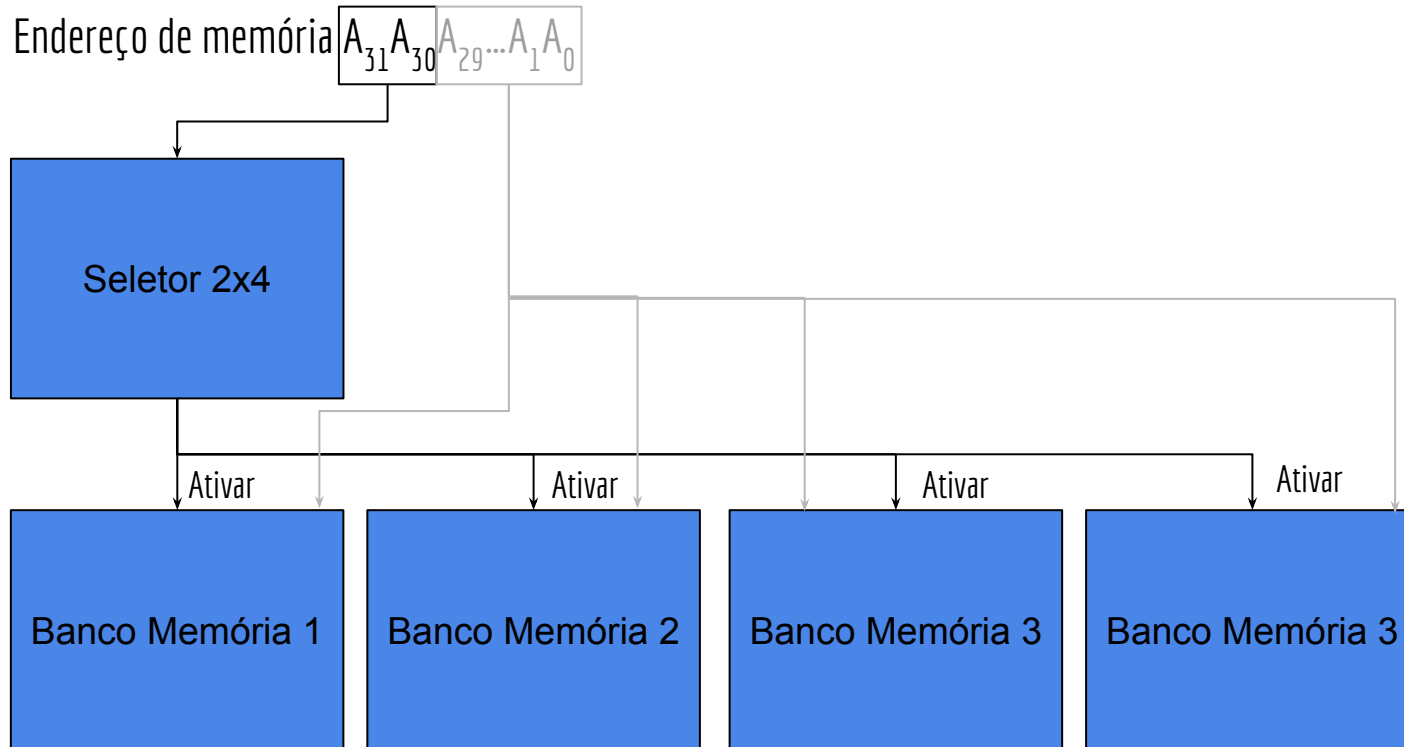 Endereço de memória A31A30A29...A1A0
Seletor 2x4
Ativar Ativar Ativar Ativar
Banco Memória 1 Banco Memória 2 Banco Memória 3 Banco Memória 3